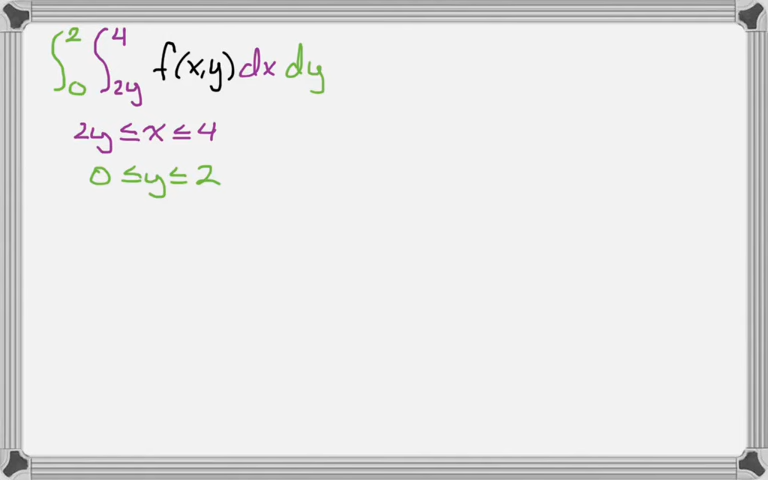 ∫₀² ∫₂ᵧ⁴ f(x,y) dx dy
2y ≤ x ≤ 4
0 ≤ y ≤ 2